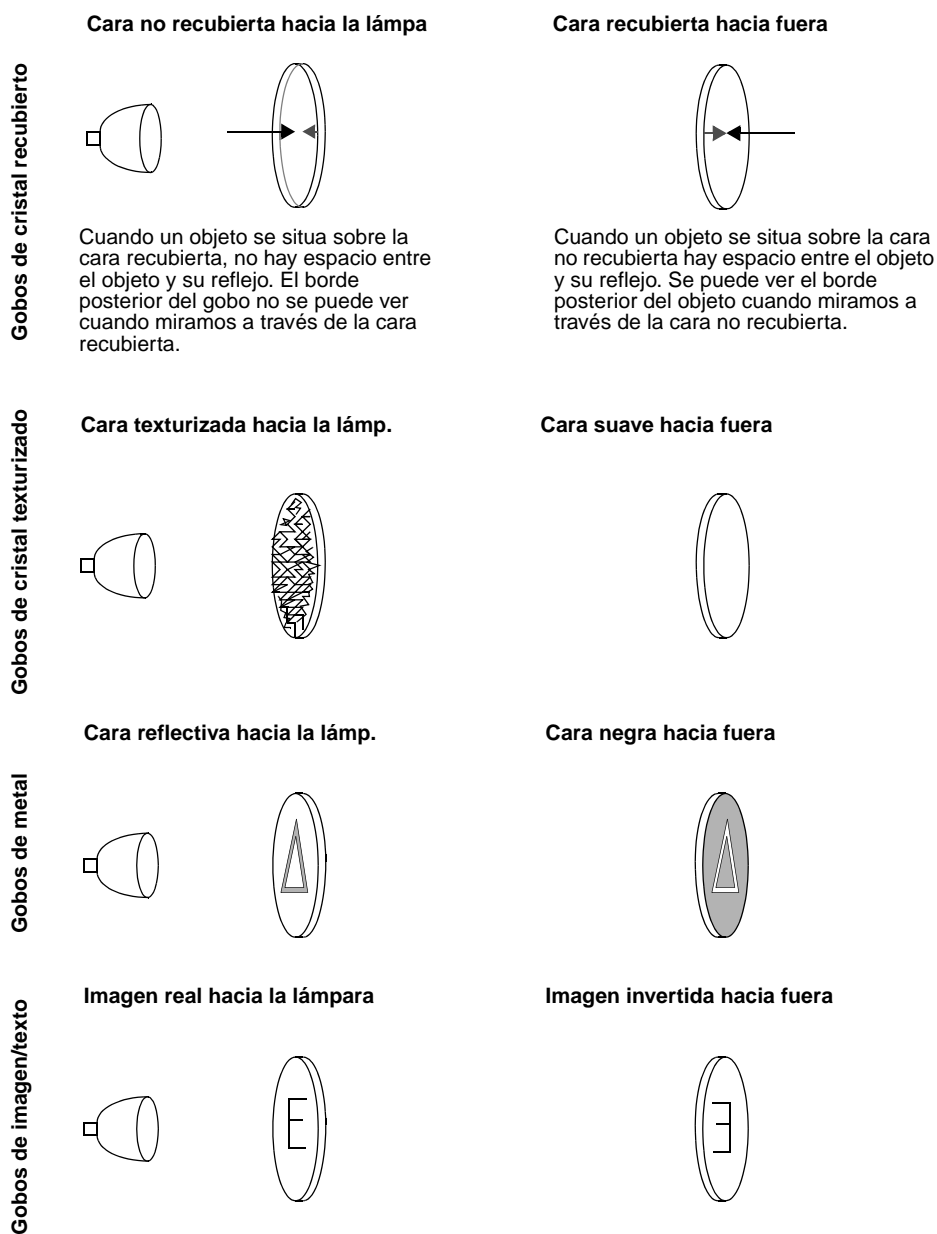 Cara no recubierta hacia la lámpa
Cara recubierta hacia fuera
Gobos de cristal recubierto
Cuando un objeto se situa sobre la
cara recubierta, no hay espacio entre
el objeto y su reflejo. El borde
posterior del gobo no se puede ver
cuando miramos a través de la cara
recubierta.
Cuando un objeto se situa sobre la cara
no recubierta hay espacio entre el objeto
y su reflejo. Se puede ver el borde
posterior del objeto cuando miramos a
través de la cara no recubierta.
Gobos de cristal texturizado
Cara texturizada hacia la lámp.
Cara suave hacia fuera
Gobos de metal
Cara reflectiva hacia la lámp.
Cara negra hacia fuera
Gobos de imagen/texto
Imagen real hacia la lámpara
Imagen invertida hacia fuera
E
E